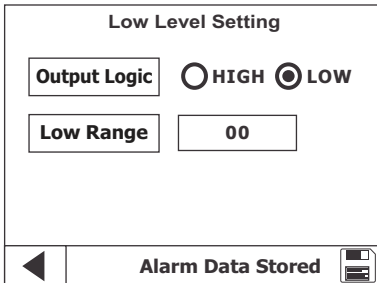 Low Level Setting
Output Logic HIGH LOW
Low Range 00
Alarm Data Stored